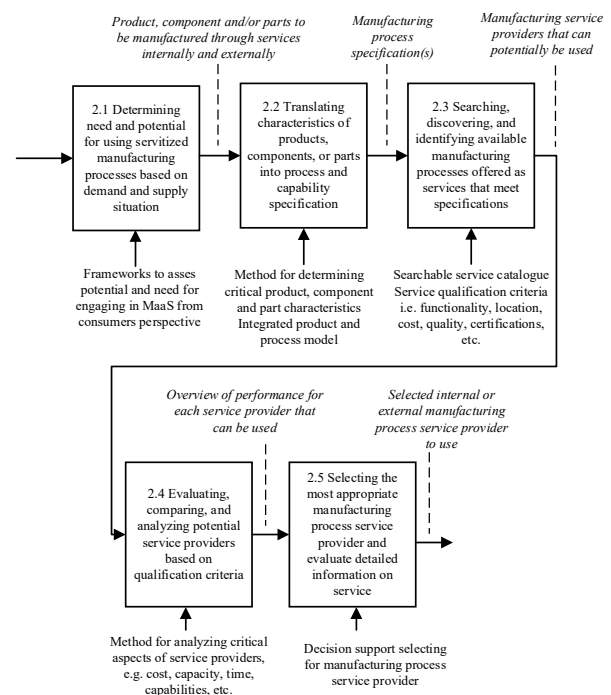 Product, component and/or parts to
be manufactured through services
internally and externally
Manufacturing
process
specification(s)
Manufacturing service
providers that can
potentially be used
2.1 Determining
need and potential
for using servitized
manufacturing
processes based on
demand and supply
situation
2.2 Translating
characteristics of
products,
components, or parts
into process and
capability
specification
2.3 Searching,
discovering, and
identifying available
manufacturing
processes offered as
services that meet
specifications
Frameworks to asses
potential and need for
engaging in MaaS from
consumers perspective
Method for determining
critical product, component
and part characteristics
Integrated product and
process model
Searchable service catalogue
Service qualification criteria
i.e. functionality, location,
cost, quality, certifications,
etc.
Overview of performance for
each service provider that
can be used
Selected internal or
external manufacturing
process service provider
to use
2.4 Evaluating,
comparing, and
analyzing potential
service providers
based on
qualification criteria
2.5 Selecting the
most appropriate
manufacturing
process service
provider and
evaluate detailed
information on
service
Method for analyzing critical
aspects of service providers,
e.g. cost, capacity, time,
capabilities, etc.
Decision support selecting
for manufacturing process
service provider